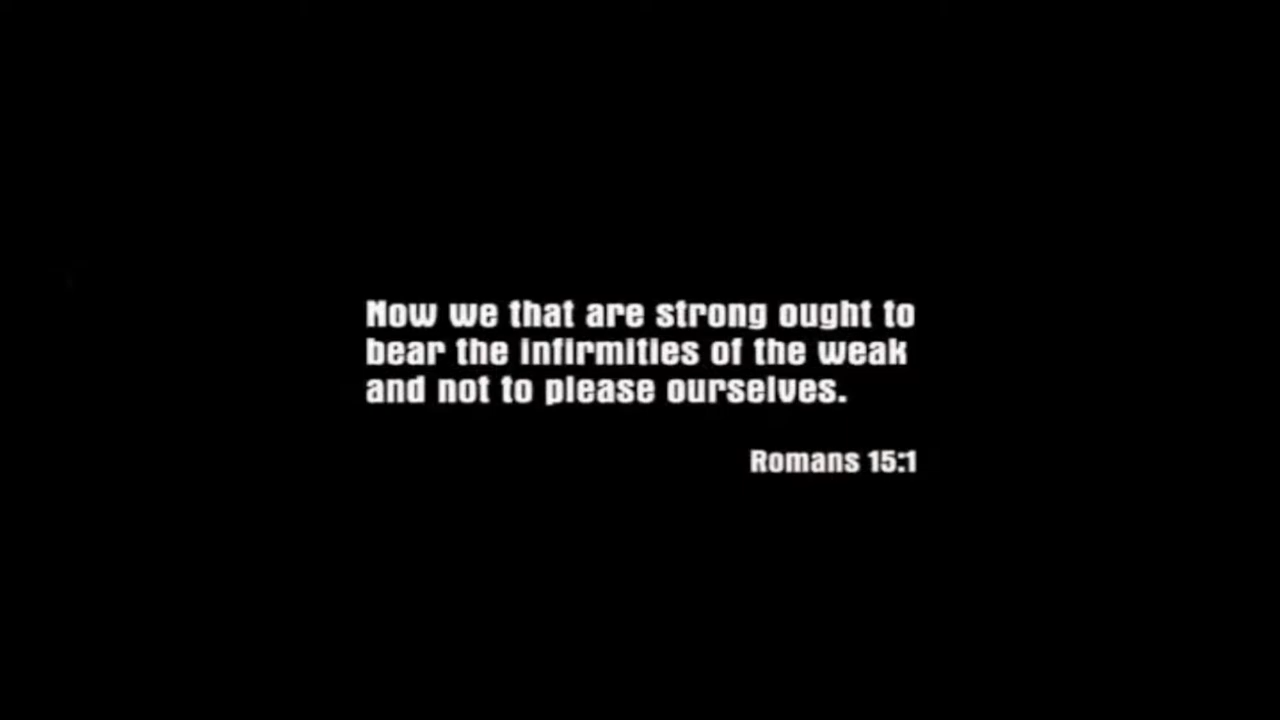 Now we that are strong ought to
bear the infirmities of the weak
and not to please ourselves.
Romans 15:1